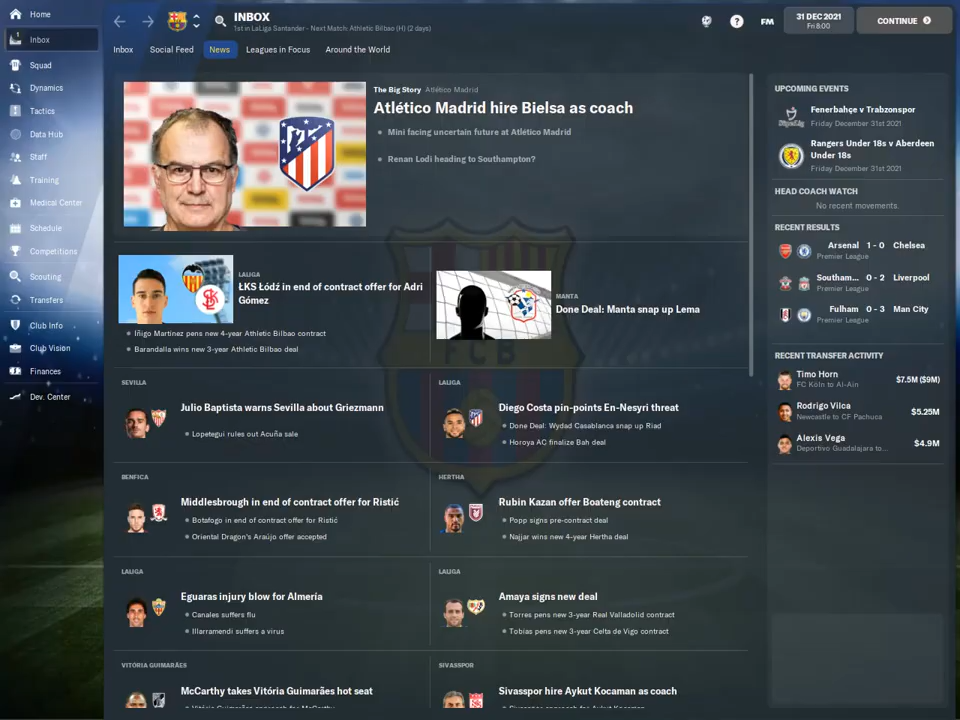 Home
1
Inbox
Squad
Dynamics
Tactics
Data Hub
Staff
Training
Medical Center
Schedule
Competitions
Scouting
Transfers
Club Info
Club Vision
Finances
Dev. Center
INBOX
1st in LaLiga Santander - Next Match: Athletic Bilbao (H) (2 days)
?
FM
31 DEC 2021
Fri 8:00
CONTINUE
Inbox
Social Feed
News
Leagues in Focus
Around the World
The Big Story Atlético Madrid
Atlético Madrid hire Bielsa as coach
Mini facing uncertain future at Atlético Madrid
Renan Lodi heading to Southampton?
LALIGA
ŁKS Łódź in end of contract offer for Adri
Gómez
Iñigo Martínez pens new 4-year Athletic Bilbao contract
Barandalla wins new 3-year Athletic Bilbao deal
MANTA
Done Deal: Manta snap up Lema
SEVILLA
Julio Baptista warns Sevilla about Griezmann
Lopetegui rules out Acuña sale
LALIGA
Diego Costa pin-points En-Nesyri threat
Done Deal: Wydad Casablanca snap up Riad
Horoya AC finalize Bah deal
BENFICA
Middlesbrough in end of contract offer for Ristić
Botafogo in end of contract offer for Ristić
Oriental Dragon's Araújo offer accepted
HERTHA
Rubin Kazan offer Boateng contract
Popp signs pre-contract deal
Najjar wins new 4-year Hertha deal
LALIGA
Eguaras injury blow for Almería
Canales suffers flu
Illarramendi suffers a virus
LALIGA
Amaya signs new deal
Torres pens new 3-year Real Valladolid contract
Tobias pens new 3-year Celta de Vigo contract
VITÓRIA GUIMARÃES
McCarthy takes Vitória Guimarães hot seat
Vitória Guimarães approach for McCarthy
SIVASSPOR
Sivasspor hire Aykut Kocaman as coach
Sivasspor approach for Aykut Kocaman
UPCOMING EVENTS
Fenerbahçe v Trabzonspor
Friday December 31st 2021
Rangers Under 18s v Aberdeen
Under 18s
Friday December 31st 2021
HEAD COACH WATCH
No recent movements.
RECENT RESULTS
Arsenal 1 - 0 Chelsea
Premier League
Southam... 0 - 2 Liverpool
Premier League
Fulham 0 - 3 Man City
Premier League
RECENT TRANSFER ACTIVITY
Timo Horn
FC Köln to Al-Ain
$7.5M ($9M)
Rodrigo Vilca
Newcastle to CF Pachuca
$5.25M
Alexis Vega
Deportivo Guadalajara to...
$4.9M
FCB